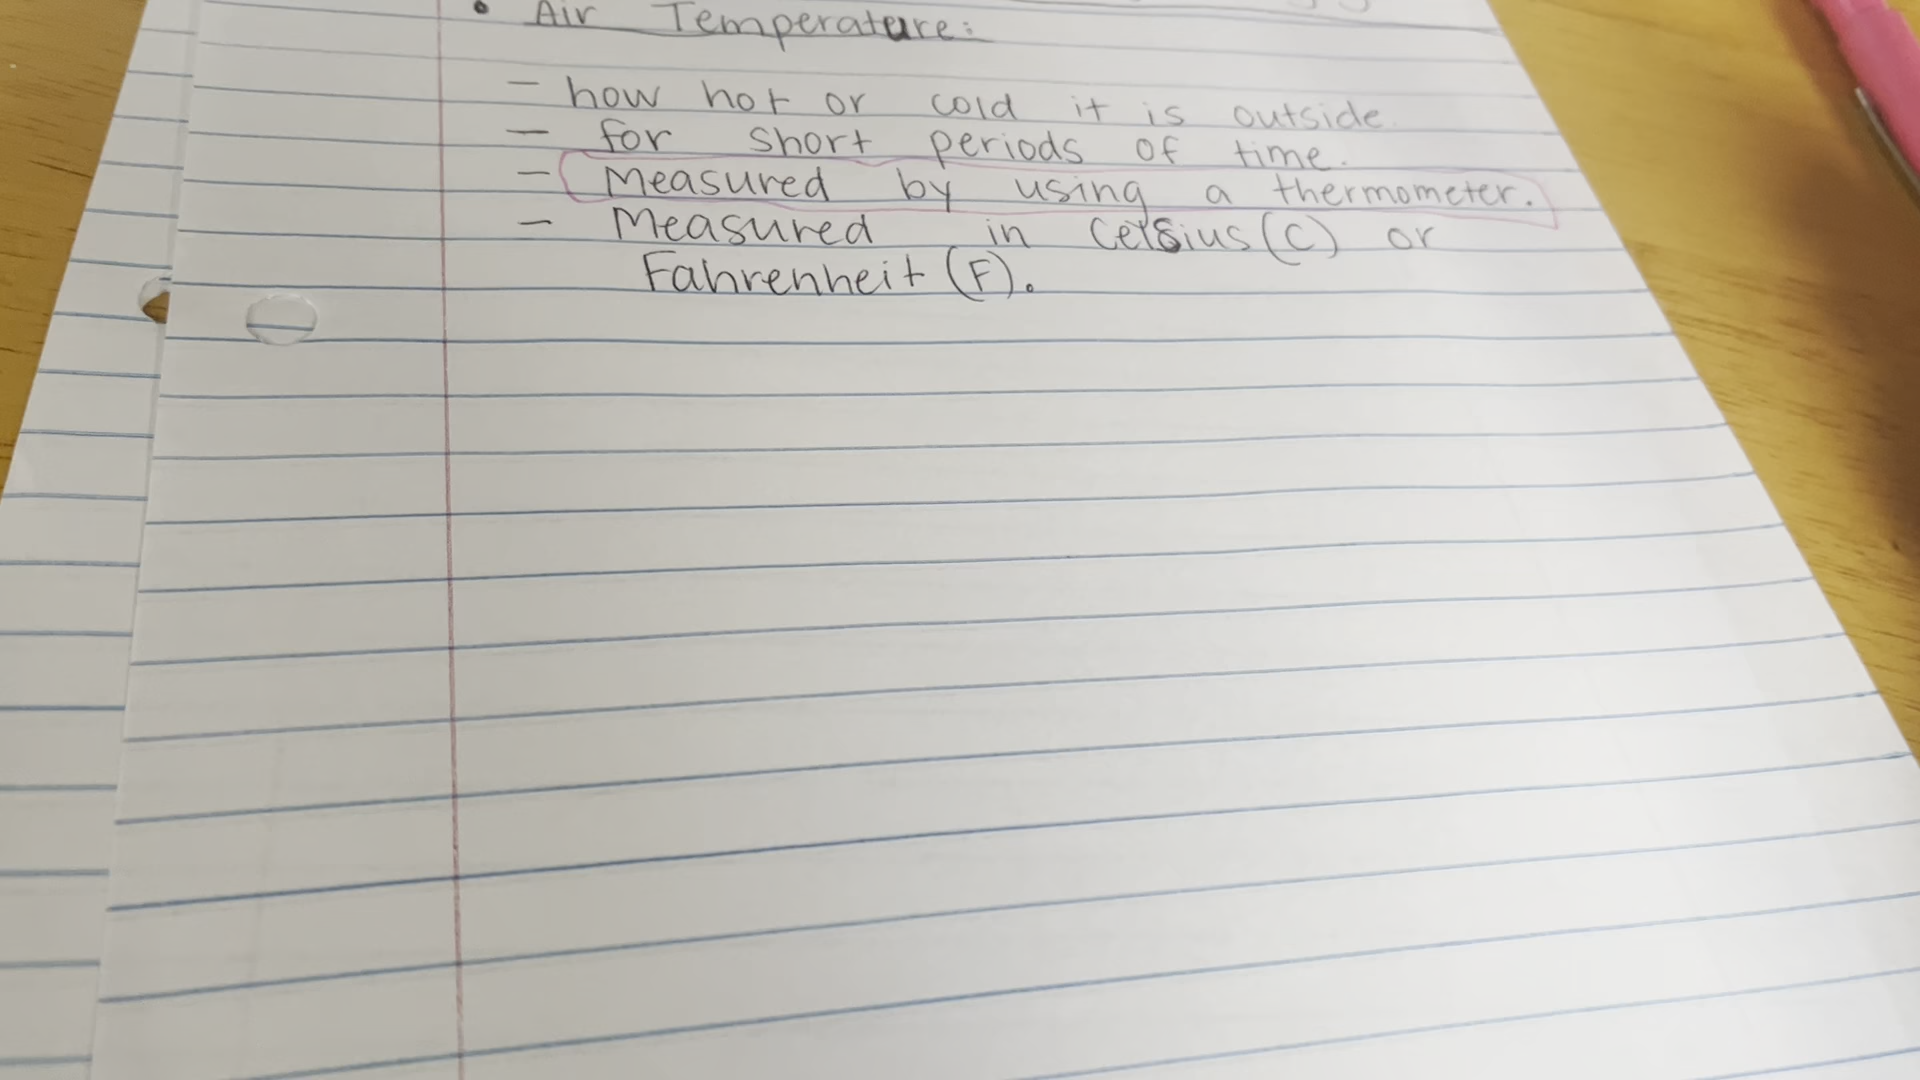 • Air Temperature:
- how hot or cold it is outside.
- for short periods of time.
- Measured by using a thermometer.
- Measured in Celsius (C) or
Fahrenheit (F).